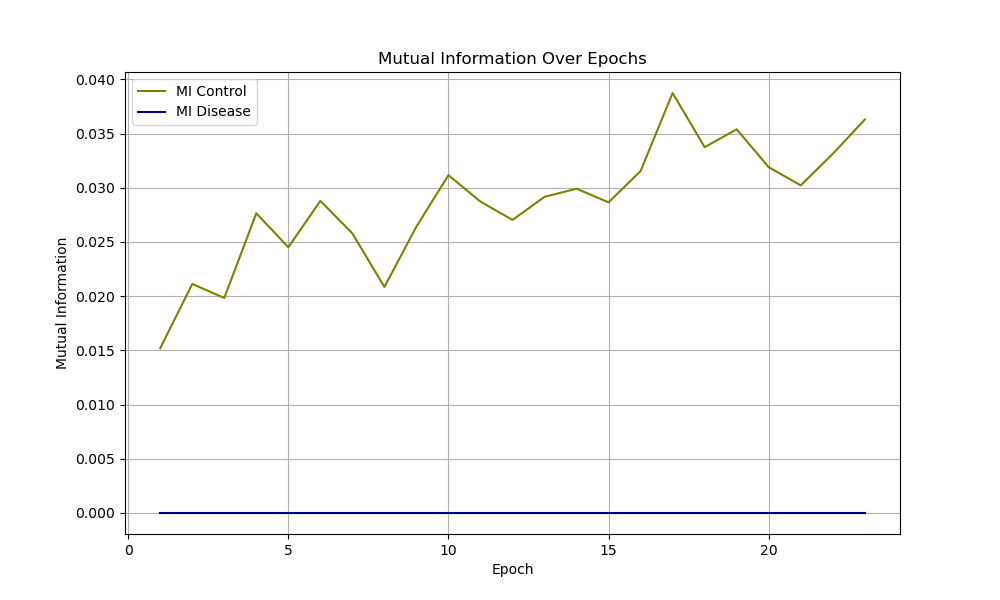 Mutual Information Over Epochs
MI Control
MI Disease
Mutual Information
0.040
0.035
0.030
0.025
0.020
0.015
0.010
0.005
0.000
0
5
10
15
20
Epoch